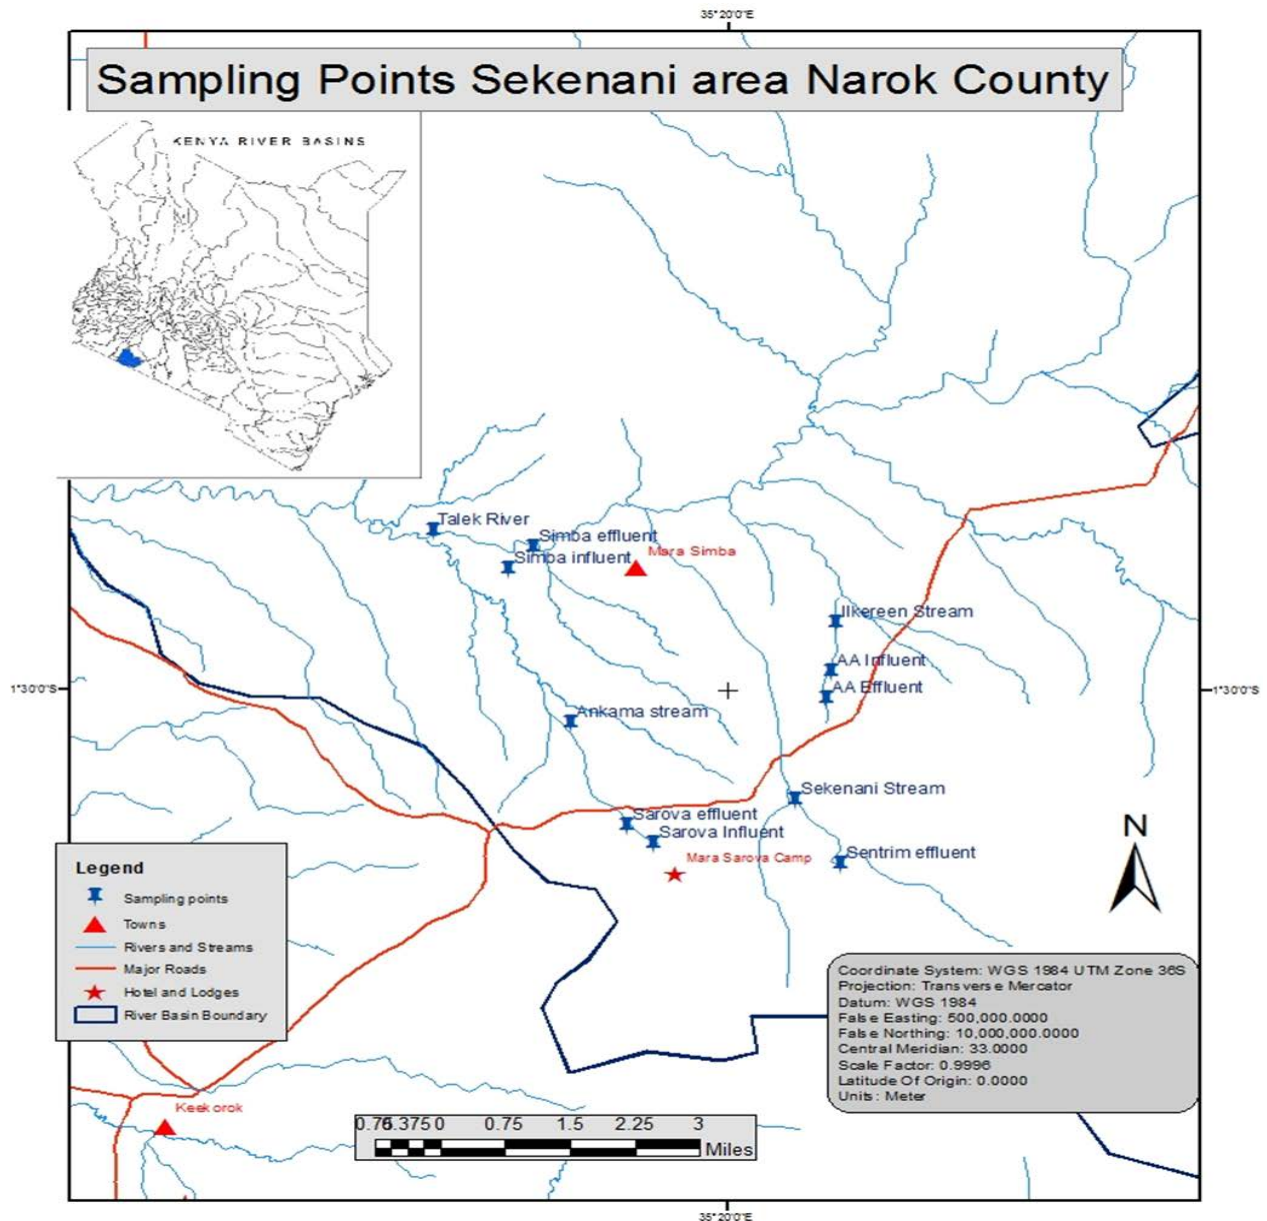 35°20'0"E
Sampling Points Sekenani area Narok County
KENYA RIVER BASINS
Talek River
Simba effluent
Mara Simba
Simba influent
Ilkereen Stream
AA Influent
AA Effluent
1°30'0"S
1°30'0"S
Ankama stream
Sekenani Stream
Sarova effluent
Sarova Influent
Mara Sarova Camp
Sentrim effluent
N
Legend
Sampling points
Towns
Rivers and Streams
Major Roads
Hotel and Lodges
River Basin Boundary
Coordinate System: WGS 1984 UTM Zone 36S
Projection: Transverse Mercator
Datum: WGS 1984
False Easting: 500,000.0000
False Northing: 10,000,000.0000
Central Meridian: 33.0000
Scale Factor: 0.9996
Latitude Of Origin: 0.0000
Units: Meter
Keekorok
0 0.75 1.5 2.25 3
Miles
35°20'0"E